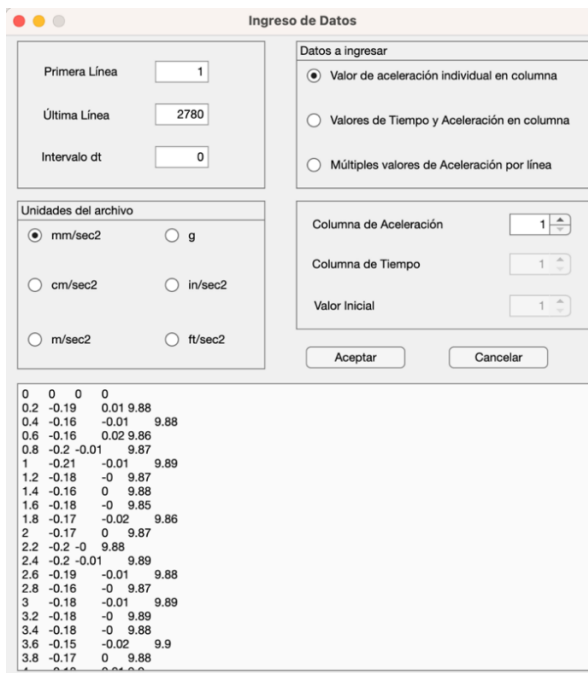 Ingreso de Datos
Primera Línea 1
Última Línea 2780
Intervalo dt 0
Datos a ingresar
Valor de aceleración individual en columna
Valores de Tiempo y Aceleración en columna
Múltiples valores de Aceleración por línea
Unidades del archivo
mm/sec2 g
cm/sec2 in/sec2
m/sec2 ft/sec2
Columna de Aceleración 1
Columna de Tiempo 1
Valor Inicial 1
Aceptar Cancelar
0 0 0 0
0.2 -0.19 0.01 9.88
0.4 -0.16 -0.01 9.88
0.6 -0.16 0.02 9.86
0.8 -0.2 -0.01 9.87
1 -0.21 -0.01 9.89
1.2 -0.18 -0 9.87
1.4 -0.16 0 9.88
1.6 -0.18 -0 9.85
1.8 -0.17 -0.02 9.86
2 -0.17 0 9.87
2.2 -0.2 -0 9.88
2.4 -0.2 -0.01 9.89
2.6 -0.19 -0.01 9.88
2.8 -0.16 -0 9.87
3 -0.18 -0.01 9.89
3.2 -0.18 -0 9.89
3.4 -0.18 -0 9.88
3.6 -0.15 -0.02 9.9
3.8 -0.17 0 9.88